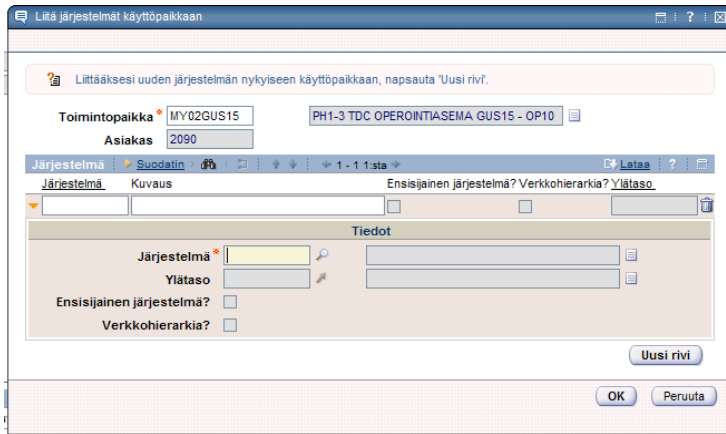 Liitä järjestelmät käyttöpaikkaan
Liittääksesi uuden järjestelmän nykyiseen käyttöpaikkaan, napsauta 'Uusi rivi'.
Toimintopaikka * MY02GUS15 PH1-3 TDC OPEROINTIASEMA GUS15 - OP10
Asiakas 2090
Järjestelmä Suodatin 1 - 1 1:sta Lataa ?
Järjestelmä Kuvaus Ensisijainen järjestelmä? Verkkohierarkia? Ylätaso
Tiedot
Järjestelmä *
Ylätaso
Ensisijainen järjestelmä?
Verkkohierarkia?
Uusi rivi
OK Peruuta